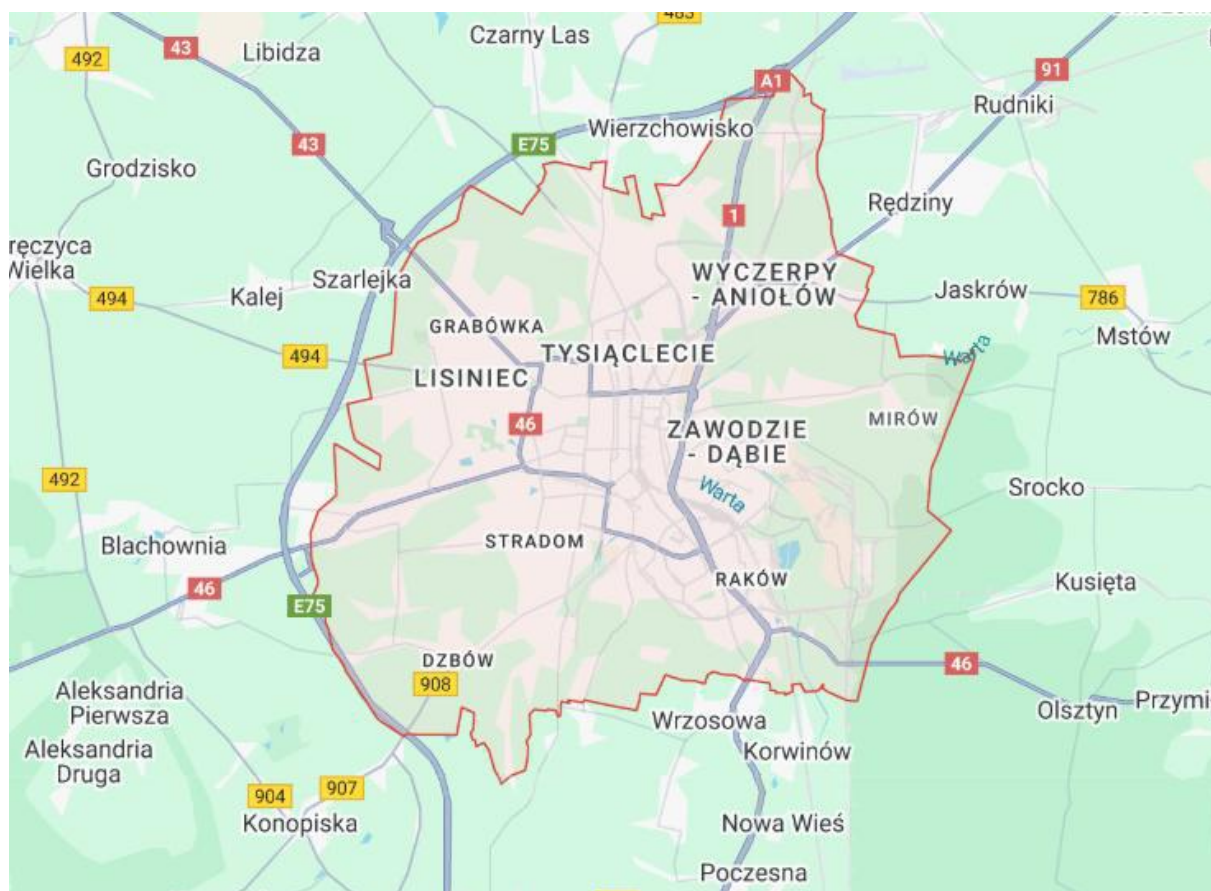 483
Czarny Las
43
492
Libidza
A1
91
Rudniki
Wierzchowisko
E75
43
Grodzisko
Rędziny
1
ręczyca
Wielka
Szarlejka
WYCZERPY
- ANIOŁÓW
Kalej
494
Jaskrów
786
GRABÓWKA
Mstów
TYSIĄCLECIE
Warta
494
LISINIEC
MIRÓW
46
ZAWODZIE
- DĄBIE
492
Warta
Srocko
STRADOM
Blachownia
RAKÓW
Kusięta
46
E75
DZBÓW
46
908
Aleksandria
Pierwsza
Przymi
Olsztyn
Wrzosowa
Aleksandria
Druga
Korwinów
907
904
Konopiska
Nowa Wieś
Poczesna